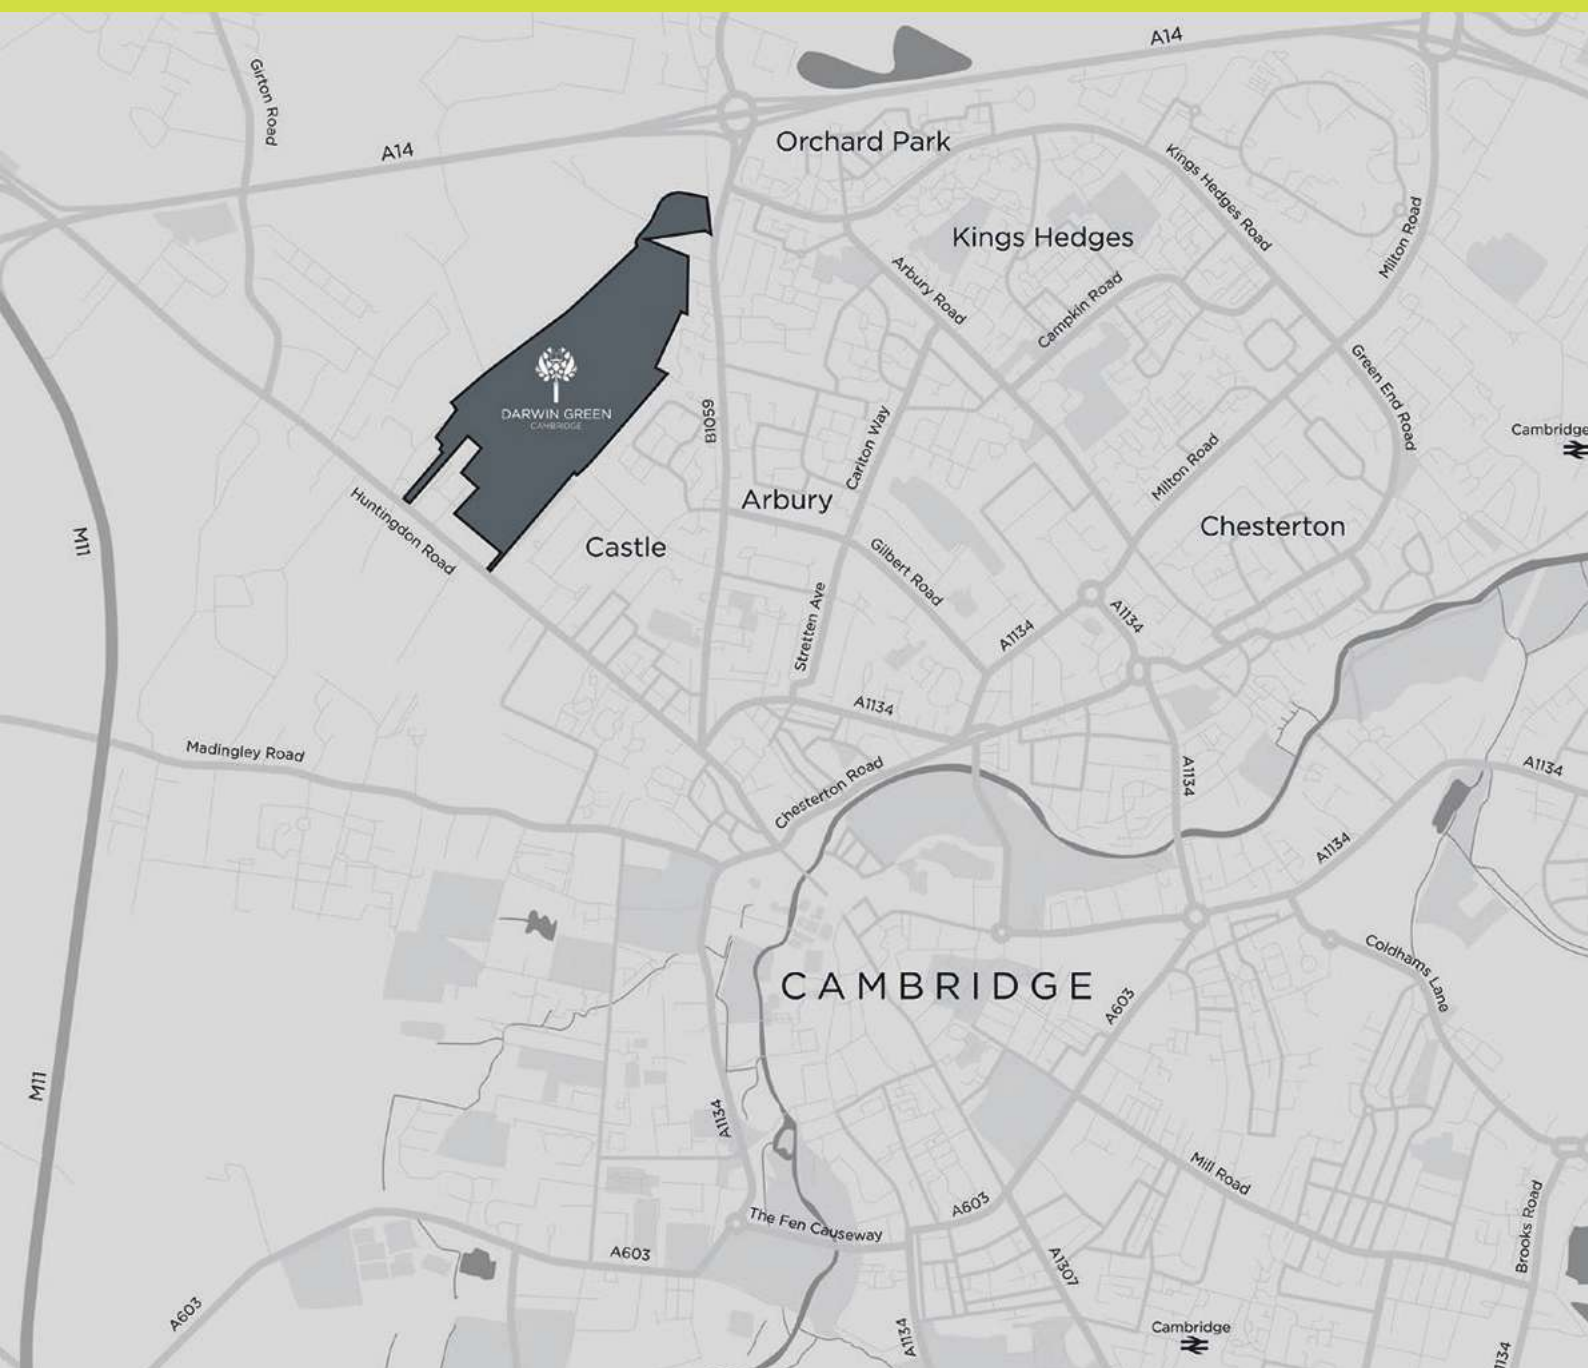 A14
Girton Road
A14
Orchard Park
Kings Hedges Road
Kings Hedges
Milton Road
Arbury Road
Campkin Road
DARWIN GREEN
CAMBRIDGE
B1059
Green End Road
Carlton Way
Cambridge
Milton Road
Arbury
Huntingdon Road
M11
Castle
Chesterton
Gilbert Road
Stretten Ave
A1134
A1134
A1134
Madingley Road
Chesterton Road
A1134
A1134
A1134
Coldhams Lane
CAMBRIDGE
A603
M11
A1134
Mill Road
A603
The Fen Causeway
Brooks Road
A603
A1307
A603
Cambridge
A1134
1134